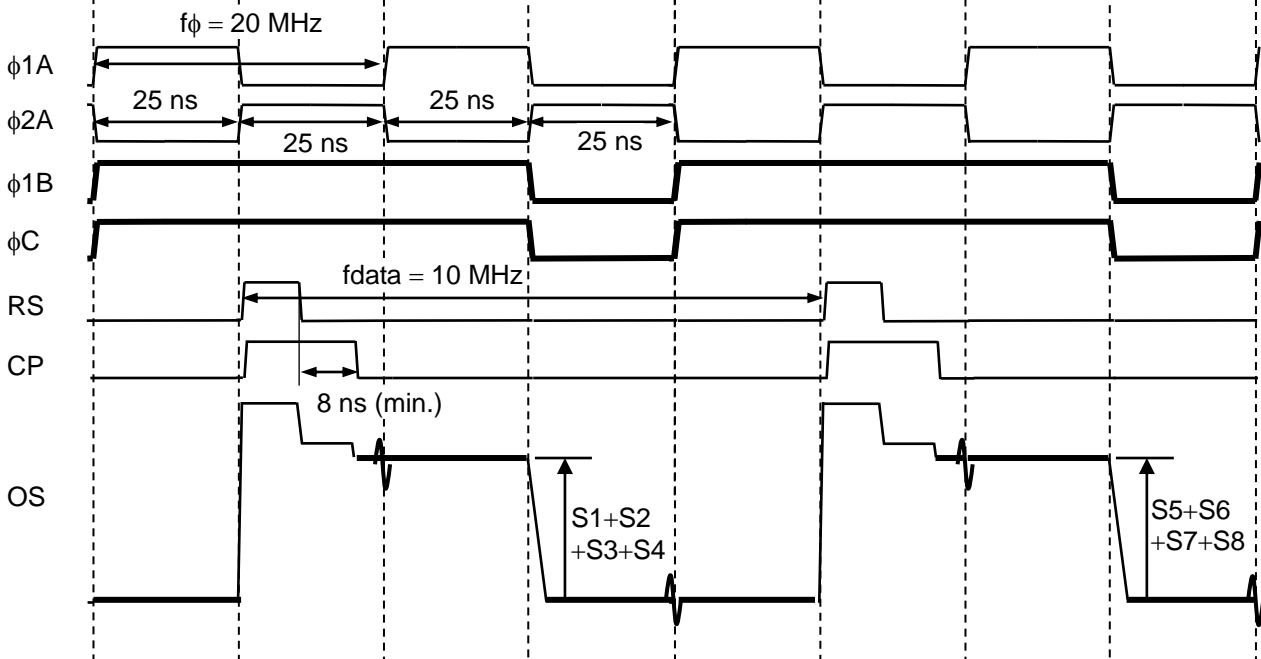 fϕ = 20 MHz
ϕ1A
25 ns
25 ns
ϕ2A
25 ns
25 ns
ϕ1B
ϕC
fdata = 10 MHz
RS
CP
8 ns (min.)
OS
S1+S2
+S3+S4
S5+S6
+S7+S8